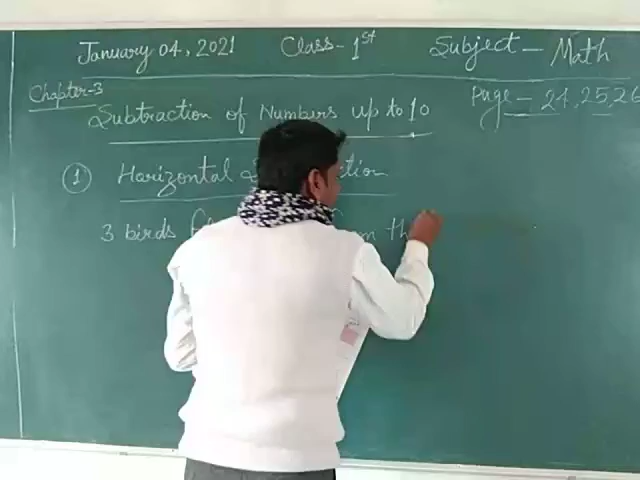 January 04, 2021 Class-1st Subject - Math
Chapter-3 Page - 24, 25, 26
Subtraction of Numbers up to 10
① Horizontal
3 birds